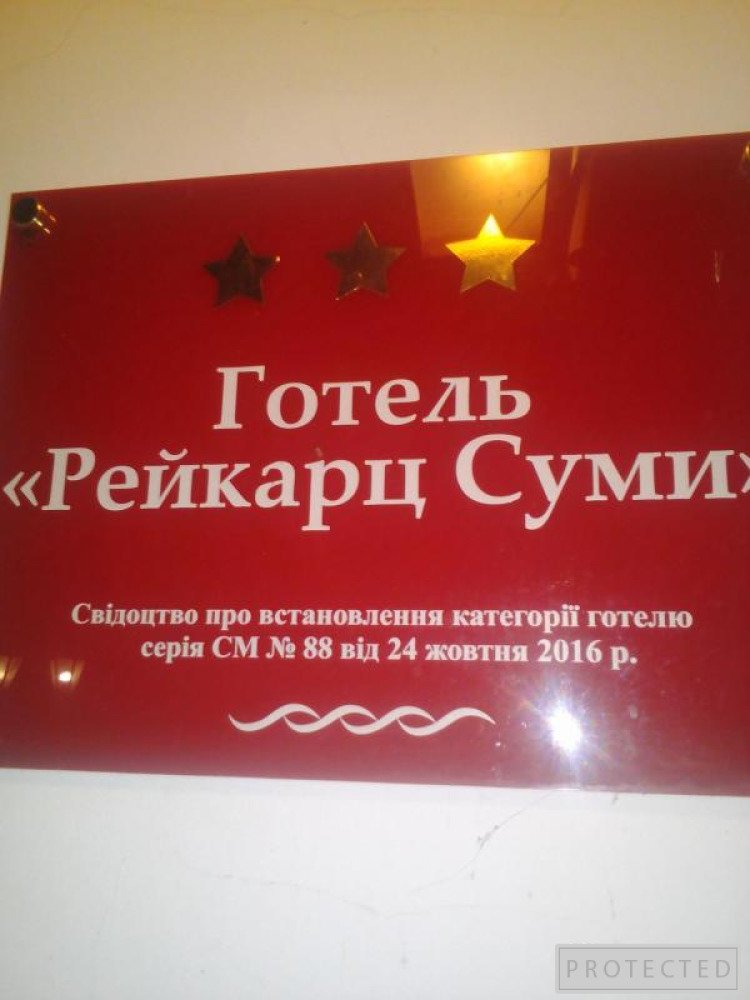 Готель
«Рейкарц Суми»
Свідоцтво про встановлення категорії готелю
серія СМ № 88 від 24 жовтня 2016 р.
PROTECTED